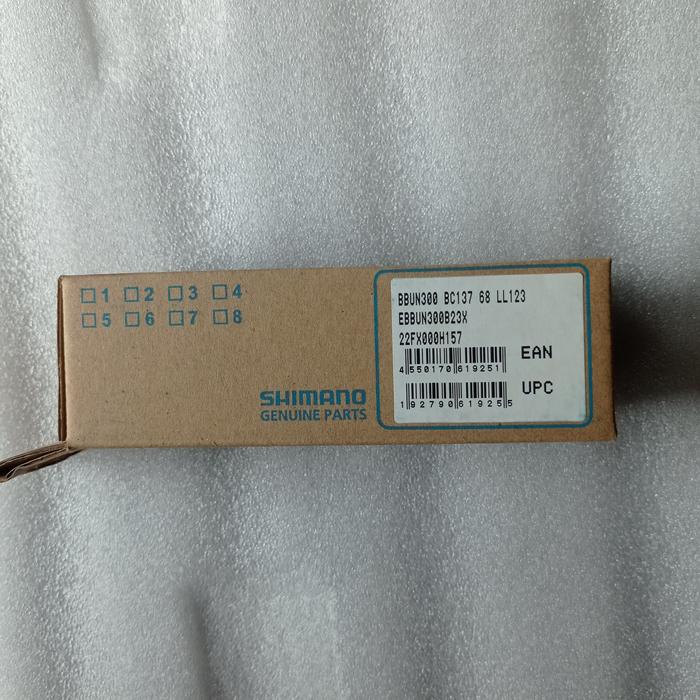 ☐1 ☐2 ☐3 ☐4
☐5 ☐6 ☐7 ☐8
SHIMANO
GENUINE PARTS
BBUN300 BC137 68 LL123
EBBUN300B23X
22FX000H157
4 550170 619251
EAN
1 92790 61925 5
UPC